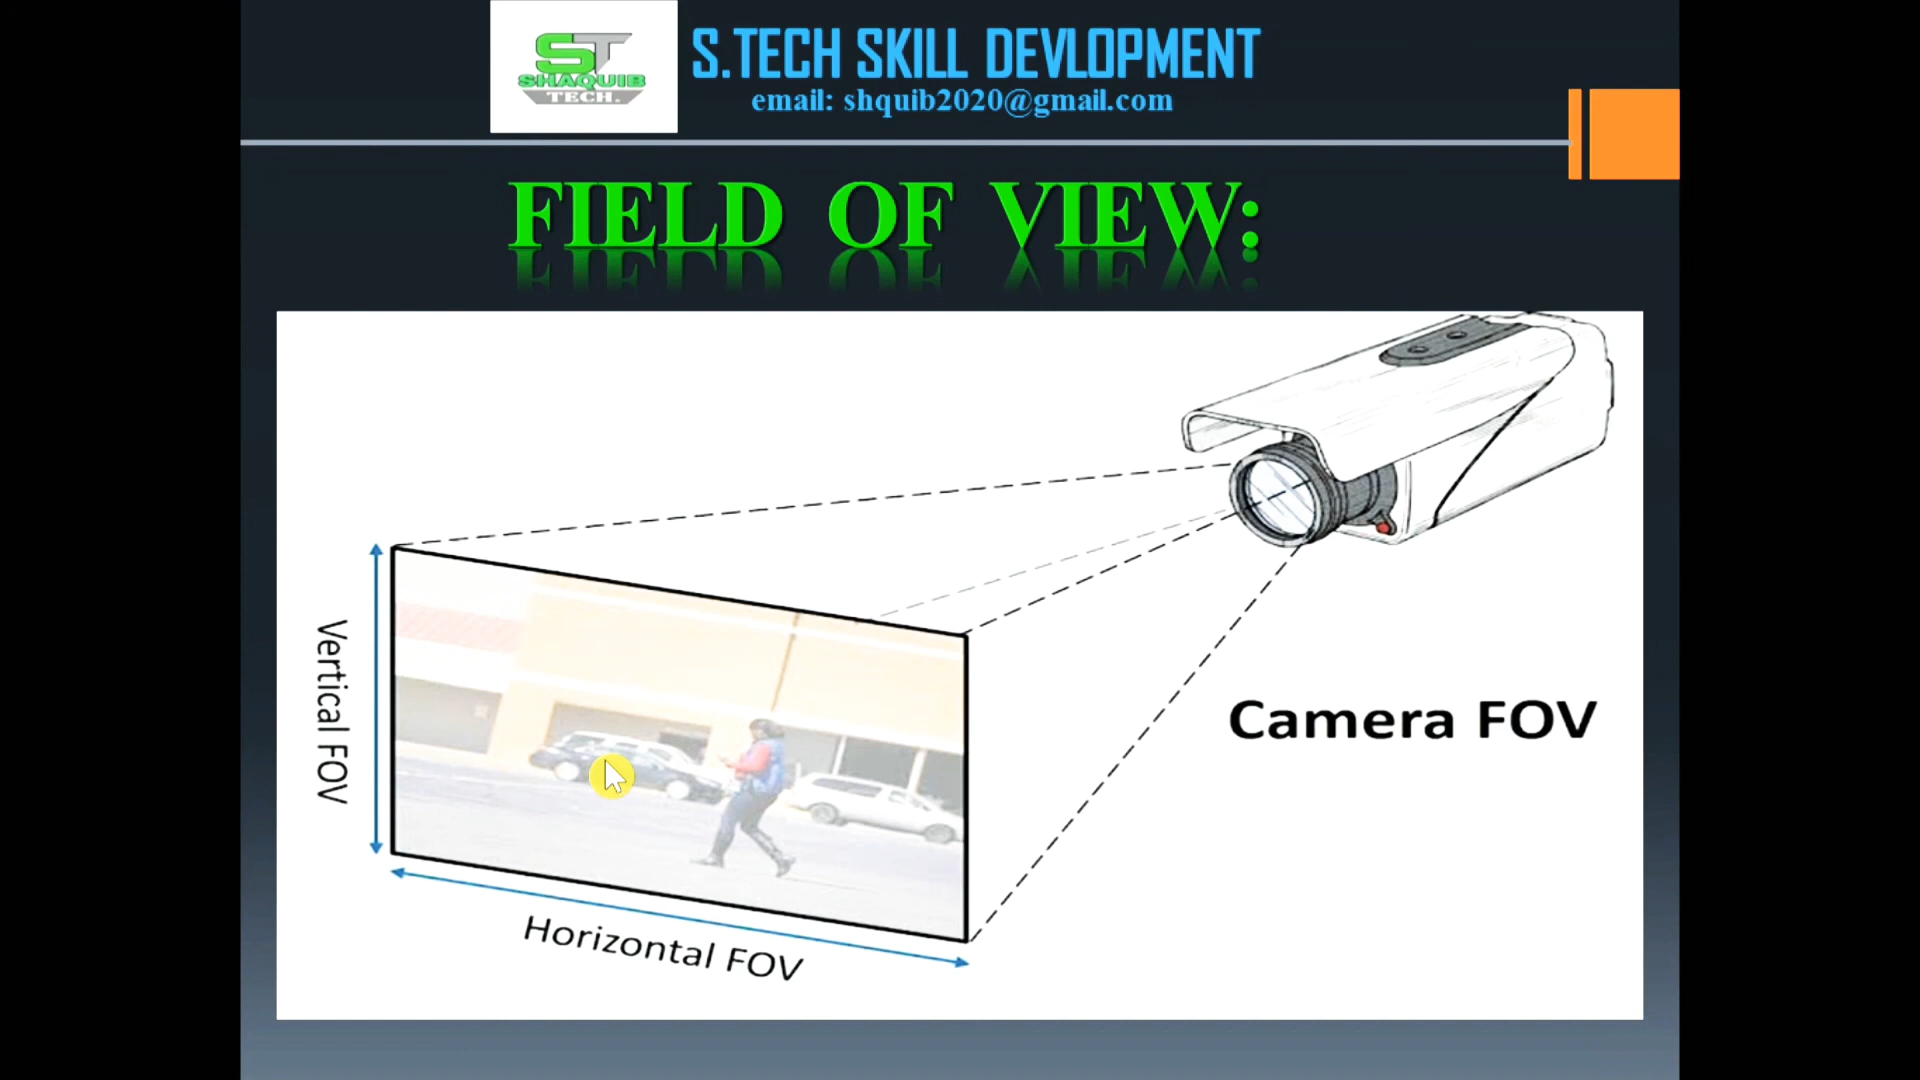 ST
SHAQUIB
TECH.
S.TECH SKILL DEVLOPMENT
email: shquib2020@gmail.com
FIELD OF VIEW:
Vertical FOV
Camera FOV
Horizontal FOV